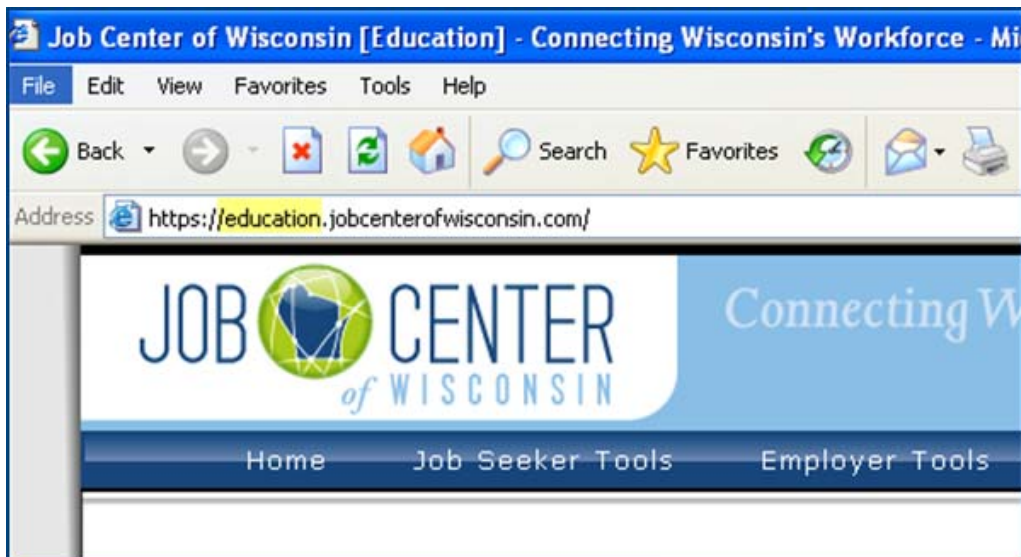 Job Center of Wisconsin [Education] - Connecting Wisconsin's Workforce - Mi
File Edit View Favorites Tools Help
Back Search Favorites
Address https://education.jobcenterofwisconsin.com/
JOB CENTER
of WISCONSIN
Connecting W
Home Job Seeker Tools Employer Tools